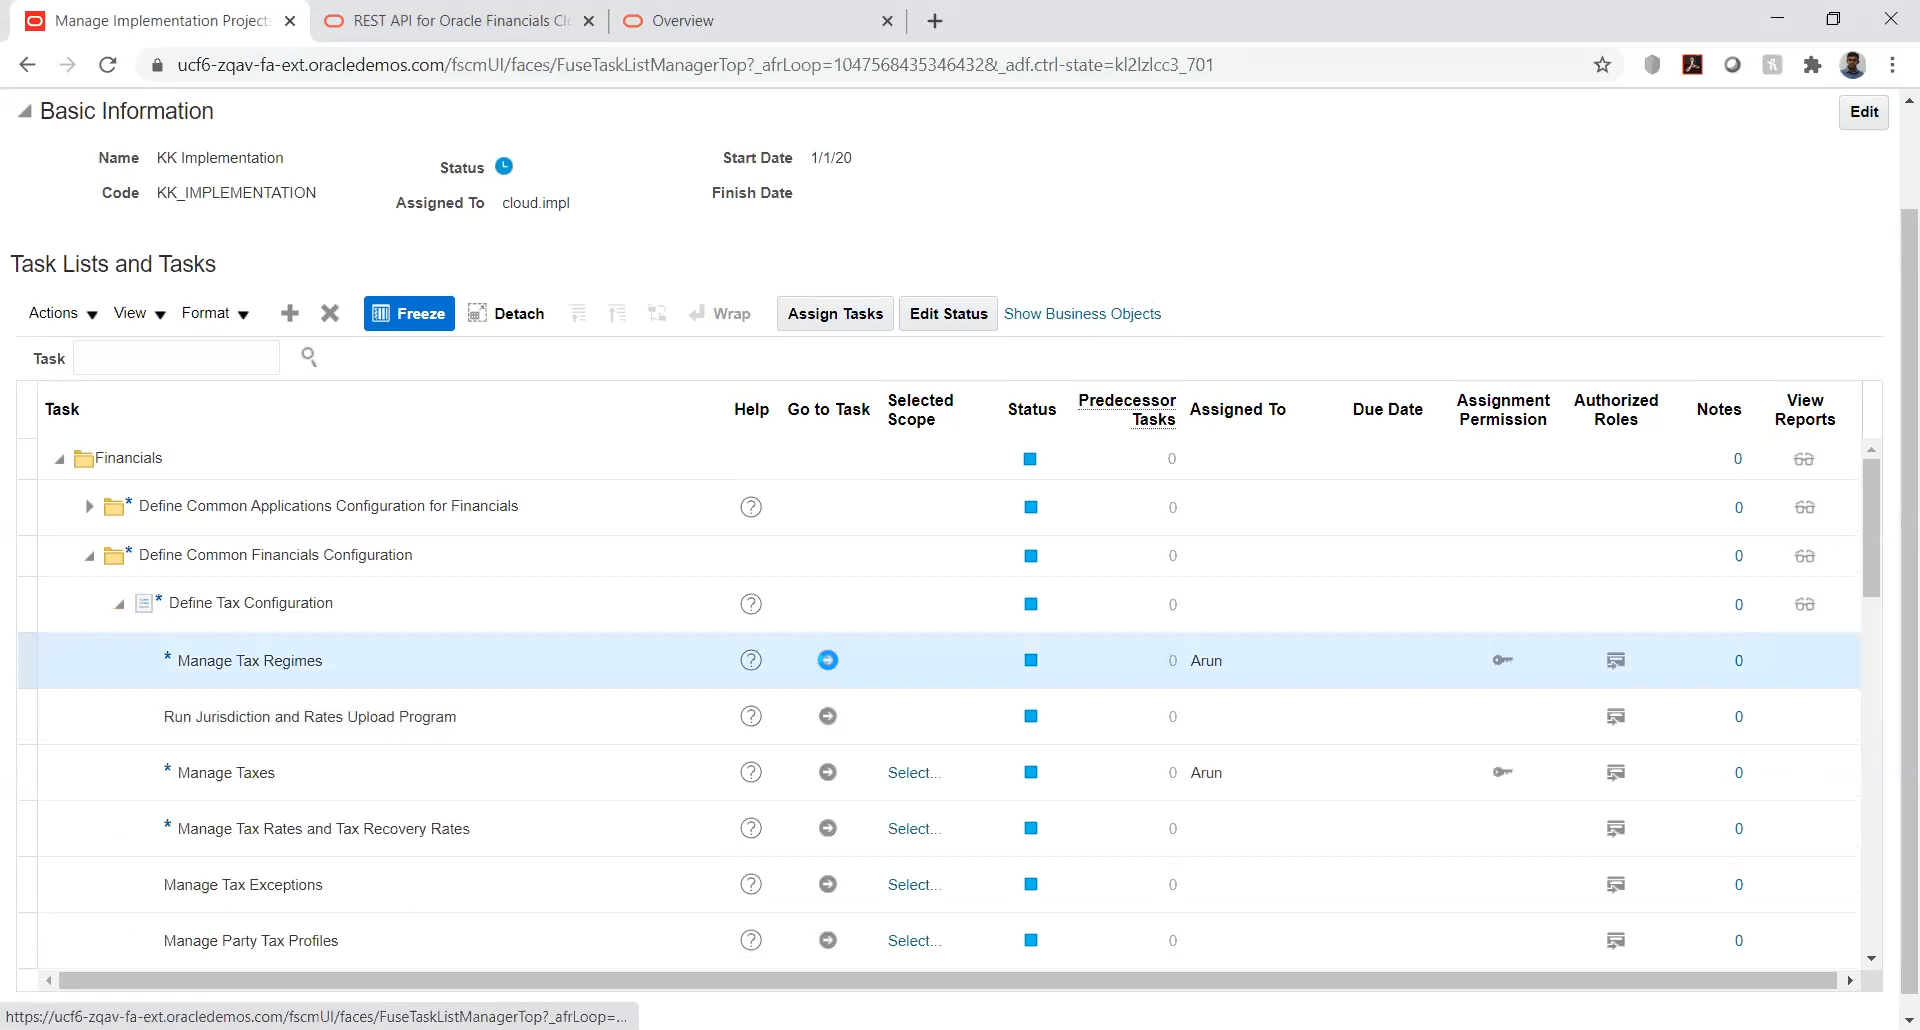 Manage Implementation Project:
REST API for Oracle Financials Clo
Overview
ucf6-zqav-fa-ext.oracledemos.com/fscmUI/faces/FuseTaskListManagerTop?_afrLoop=10475684353464432&_adf.ctrl-state=kl2lzlcc3_701
Basic Information
Edit
Name KK Implementation
Status
Start Date 1/1/20
Code KK_IMPLEMENTATION
Assigned To cloud.impl
Finish Date
Task Lists and Tasks
Actions View Format Freeze Detach Wrap Assign Tasks Edit Status Show Business Objects
Task
Task Help Go to Task Selected Scope Status Predecessor Tasks Assigned To Due Date Assignment Permission Authorized Roles Notes View Reports
Financials 0 0
* Define Common Applications Configuration for Financials ? 0 0
* Define Common Financials Configuration 0 0
* Define Tax Configuration ? 0 0
* Manage Tax Regimes ? 0 Arun 0
Run Jurisdiction and Rates Upload Program ? 0 0
* Manage Taxes ? Select... 0 Arun 0
* Manage Tax Rates and Tax Recovery Rates ? Select... 0 0
Manage Tax Exceptions ? Select... 0 0
Manage Party Tax Profiles ? Select... 0 0
https://ucf6-zqav-fa-ext.oracledemos.com/fscmUI/faces/FuseTaskListManagerTop?_afrLoop=...